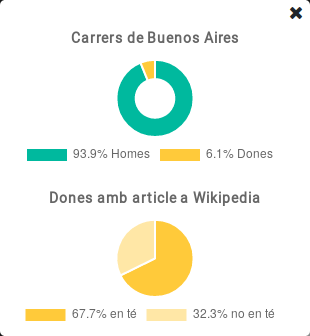 ✖
Carrers de Buenos Aires
93.9% Homes 6.1% Dones
Dones amb article a Wikipedia
67.7% en té 32.3% no en té